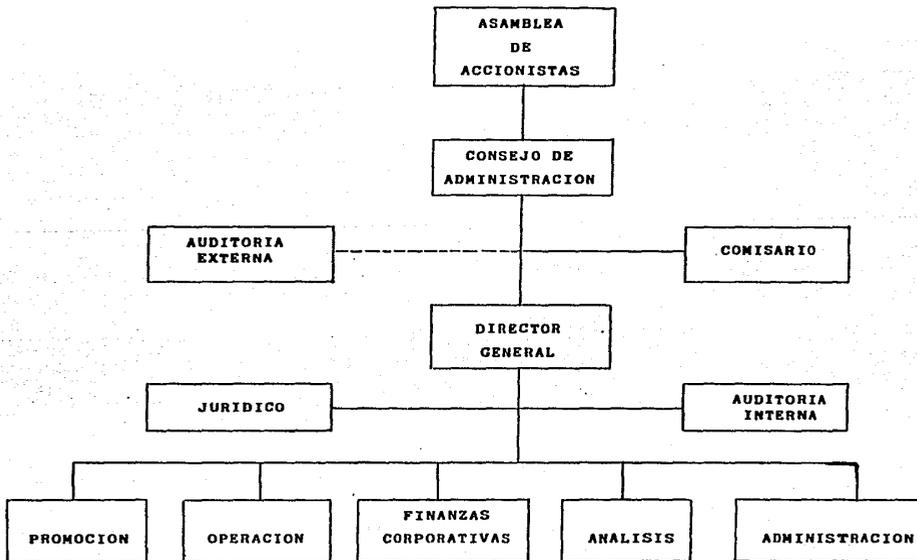 ASAMBLEA
DE
ACCIONISTAS
CONSEJO DE
ADMINISTRACION
AUDITORIA
EXTERNA
COMISARIO
DIRECTOR
GENERAL
JURIDICO
AUDITORIA
INTERNA
PROMOCION
OPERACION
FINANZAS
CORPORATIVAS
ANALISIS
ADMINISTRACION